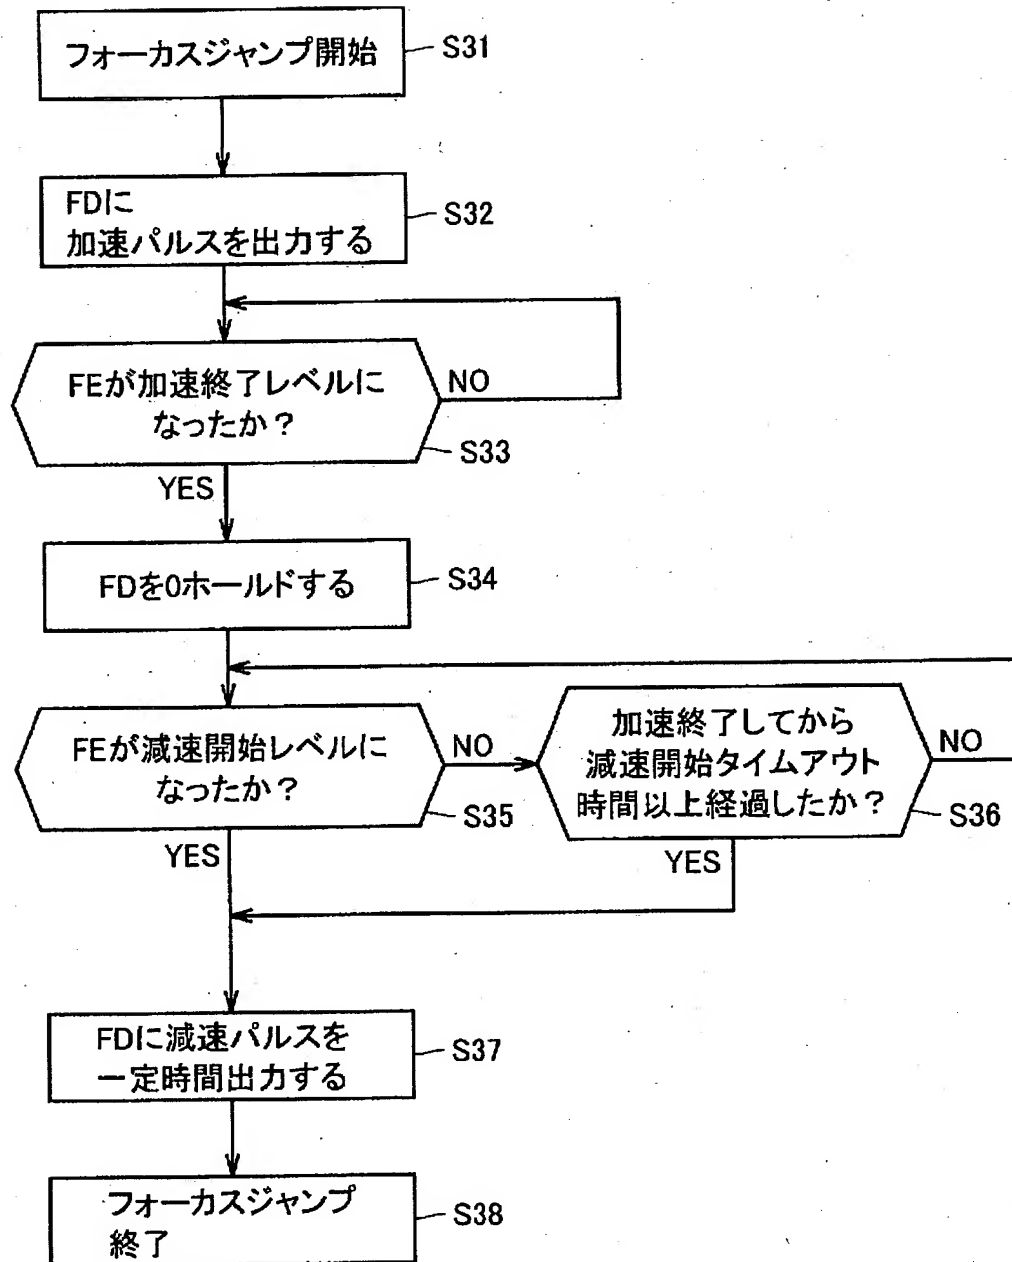 フォーカスジャンプ開始
S31
FDに
加速パルスを出力する
S32
FEが加速終了レベルに
なったか?
NO
S33
YES
FDを0ホールドする
S34
FEが減速開始レベルに
なったか?
NO
S35
YES
加速終了してから
減速開始タイムアウト
時間以上経過したか?
NO
S36
YES
FDに減速パルスを
一定時間出力する
S37
フォーカスジャンプ
終了
S38